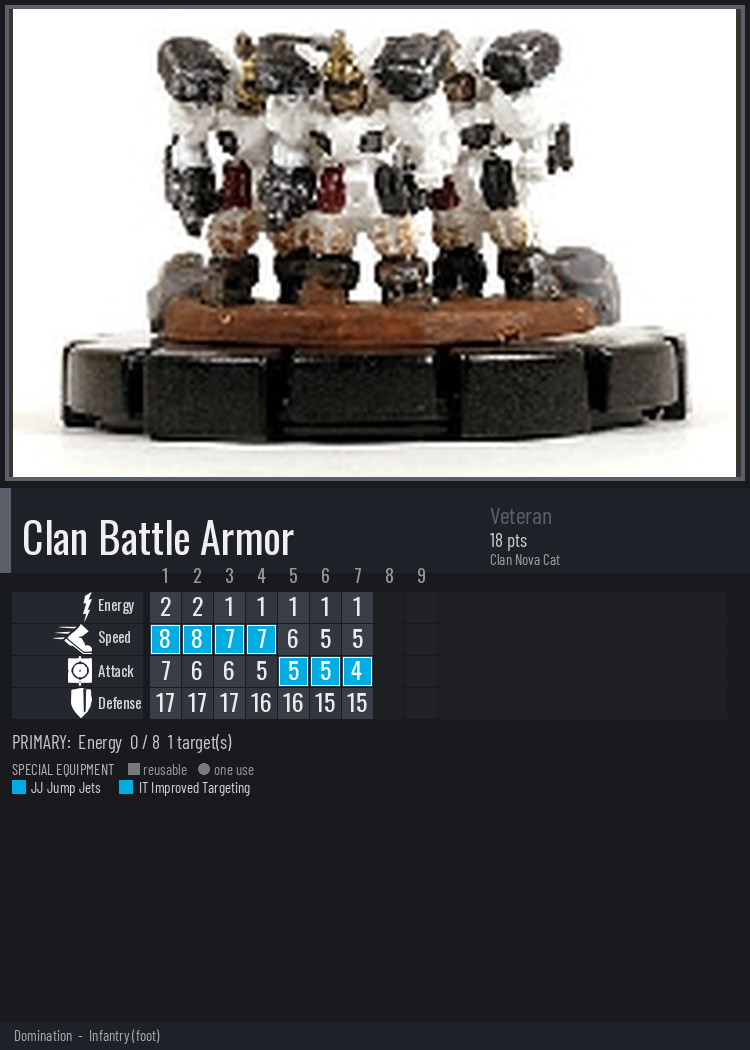 Clan Battle Armor
Veteran
18 pts
Clan Nova Cat
1 2 3 4 5 6 7 8 9
Energy 2 2 1 1 1 1 1
Speed 8 8 7 7 6 5 5
Attack 7 6 6 5 5 5 4
Defense 17 17 17 16 16 15 15
PRIMARY: Energy 0 / 8 1 target(s)
SPECIAL EQUIPMENT reusable one use
JJ Jump Jets IT Improved Targeting
Domination - Infantry (foot)